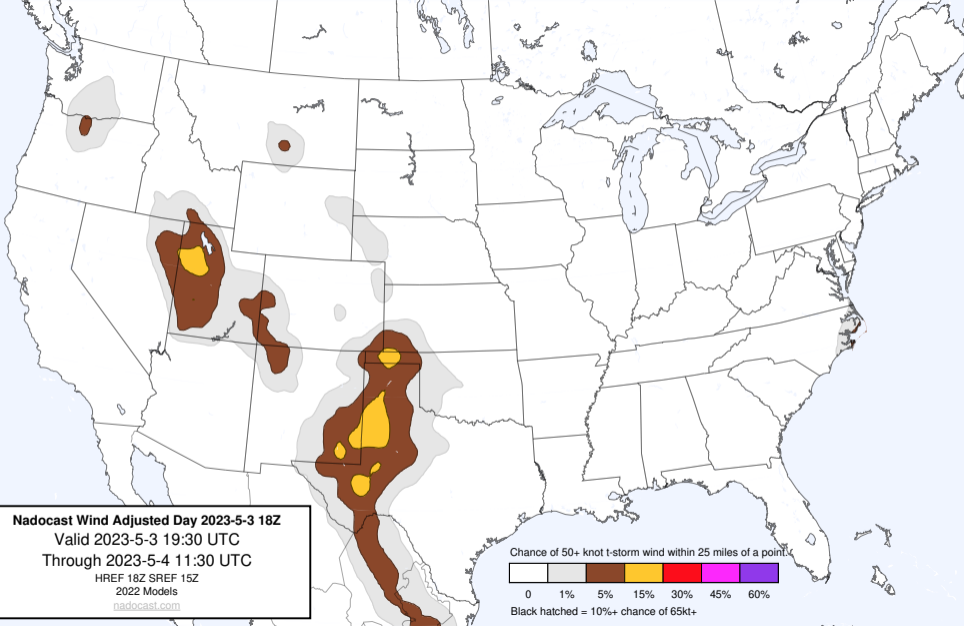 Nadocast Wind Adjusted Day 2023-5-3 18Z
Valid 2023-5-3 19:30 UTC
Through 2023-5-4 11:30 UTC
HREF 18Z SREF 15Z
2022 Models
nadocast.com
Chance of 50+ knot t-storm wind within 25 miles of a point.
0 1% 5% 15% 30% 45% 60%
Black hatched = 10%+ chance of 65kt+